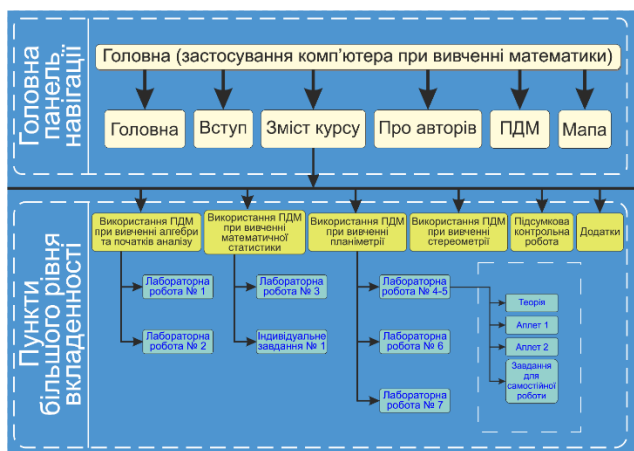 Головна
панель
навігації
Головна (застосування комп’ютера при вивченні математики)
Головна
Вступ
Зміст курсу
Про авторів
ПДМ
Мапа
Пункти
більшого рівня
вкладенності
Використання ПДМ
при вивченні алгебри
та початків аналізу
Використання ПДМ
при вивченні
математичної
статистики
Використання ПДМ
при вивченні
планіметрії
Використання ПДМ
при вивченні
стереометрії
Підсумкова
контрольна
робота
Додатки
Лабораторна
робота № 1
Лабораторна
робота № 2
Лабораторна
робота № 3
Індивідуальне
завдання № 1
Лабораторна
робота № 4-5
Лабораторна
робота № 6
Лабораторна
робота № 7
Теорія
Аплет 1
Аплет 2
Завдання
для
самостійної
роботи